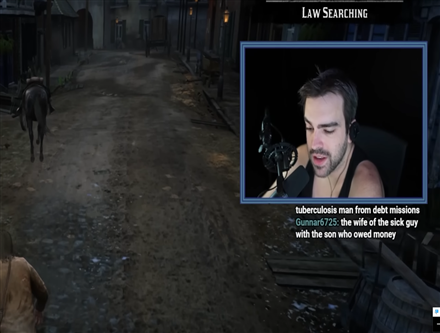 LAW SEARCHING
tuberculosis man from debt missions
Gunnar6725: the wife of the sick guy
with the son who owed money